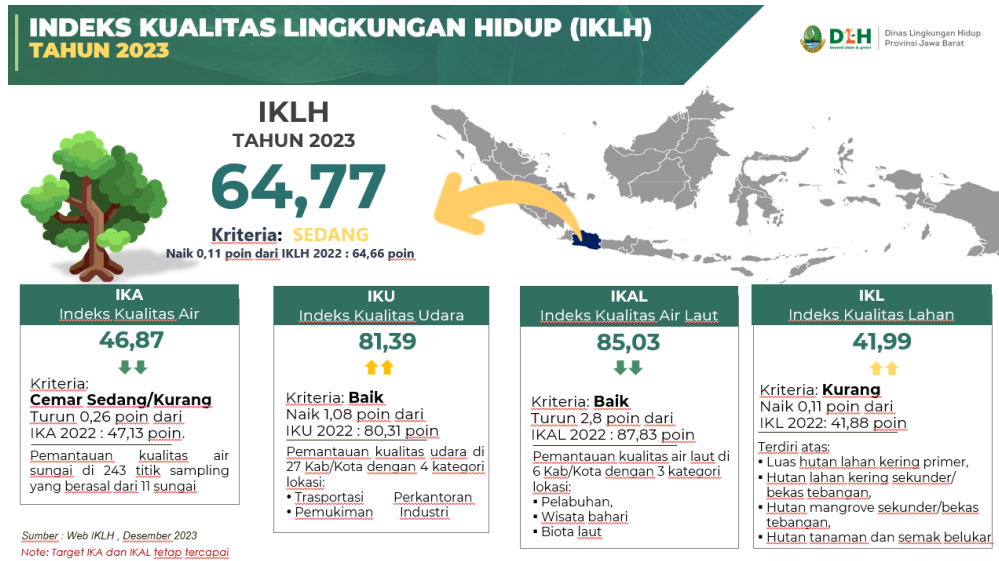 INDEKS KUALITAS LINGKUNGAN HIDUP (IKLH)
TAHUN 2023
DLH
beyond clean & green
Dinas Lingkungan Hidup
Provinsi Jawa Barat
IKLH
TAHUN 2023
64,77
Kriteria: SEDANG
Naik 0,11 poin dari IKLH 2022 : 64,66 poin
IKA
Indeks Kualitas Air
46,87
Kriteria:
Cemar Sedang/Kurang
Turun 0,26 poin dari
IKA 2022 : 47,13 poin.
Pemantauan kualitas air
sungai di 243 titik sampling
yang berasal dari 11 sungai
IKU
Indeks Kualitas Udara
81,39
Kriteria: Baik
Naik 1,08 poin dari
IKU 2022 : 80,31 poin
Pemantauan kualitas udara di
27 Kab/Kota dengan 4 kategori
lokasi:
▪ Trasportasi Perkantoran
▪ Pemukiman Industri
IKAL
Indeks Kualitas Air Laut
85,03
Kriteria: Baik
Turun 2,8 poin dari
IKAL 2022 : 87,83 poin
Pemantauan kualitas air laut di
6 Kab/Kota dengan 3 kategori
lokasi:
▪ Pelabuhan,
▪ Wisata bahari
▪ Biota laut
IKL
Indeks Kualitas Lahan
41,99
Kriteria: Kurang
Naik 0,11 poin dari
IKL 2022: 41,88 poin
Terdiri atas:
▪ Luas hutan lahan kering primer,
▪ Hutan lahan kering sekunder/
bekas tebangan,
▪ Hutan mangrove sekunder/bekas
tebangan,
▪ Hutan tanaman dan semak belukar
Sumber : Web IKLH , Desember 2023
Note: Target IKA dan IKAL tetap tercapai